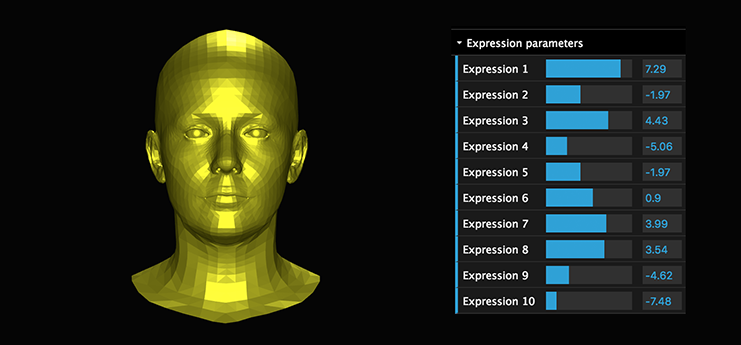 Expression parameters
Expression 1 7.29
Expression 2 -1.97
Expression 3 4.43
Expression 4 -5.06
Expression 5 -1.97
Expression 6 0.9
Expression 7 3.99
Expression 8 3.54
Expression 9 -4.62
Expression 10 -7.48